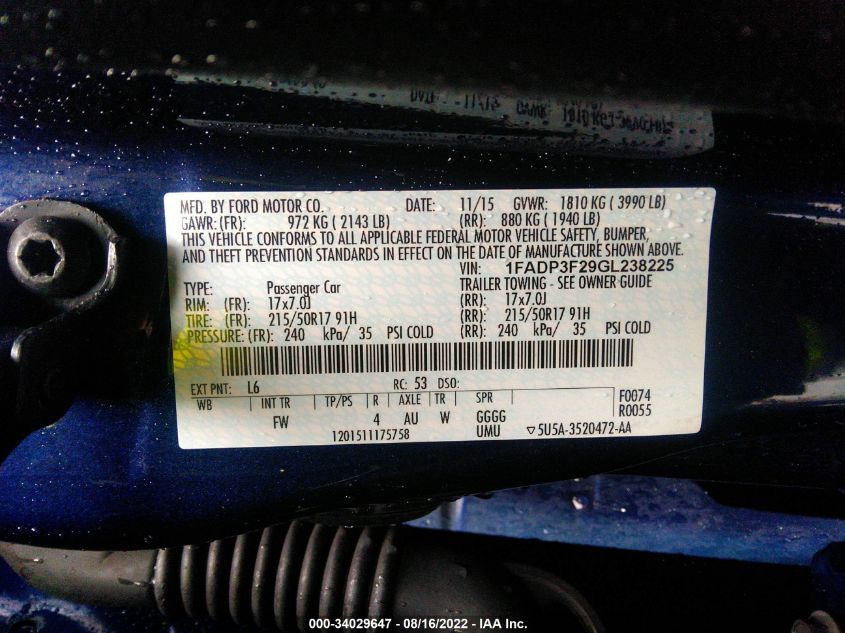 MFD. BY FORD MOTOR CO. DATE: 11/15 GVWR: 1810 KG ( 3990 LB)
GAWR: (FR): 972 KG ( 2143 LB) (RR): 880 KG ( 1940 LB)
THIS VEHICLE CONFORMS TO ALL APPLICABLE FEDERAL MOTOR VEHICLE SAFETY, BUMPER,
AND THEFT PREVENTION STANDARDS IN EFFECT ON THE DATE OF MANUFACTURE SHOWN ABOVE.
VIN: 1FADP3F29GL238225
TYPE: Passenger Car TRAILER TOWING - SEE OWNER GUIDE
RIM: (FR): 17x7.0J (RR): 17x7.0J
TIRE: (FR): 215/50R17 91H (RR): 215/50R17 91H
PRESSURE: (FR): 240 kPa/ 35 PSI COLD (RR): 240 kPa/ 35 PSI COLD
EXT PNT: L6 RC: 53 DSO:
WB INT TR TP/PS R AXLE TR SPR F0074
FW 4 AU W GGGG R0055
1201511175758 UMU ▽5U5A-3520472-AA
000-34029647 - 08/16/2022 - IAA Inc.